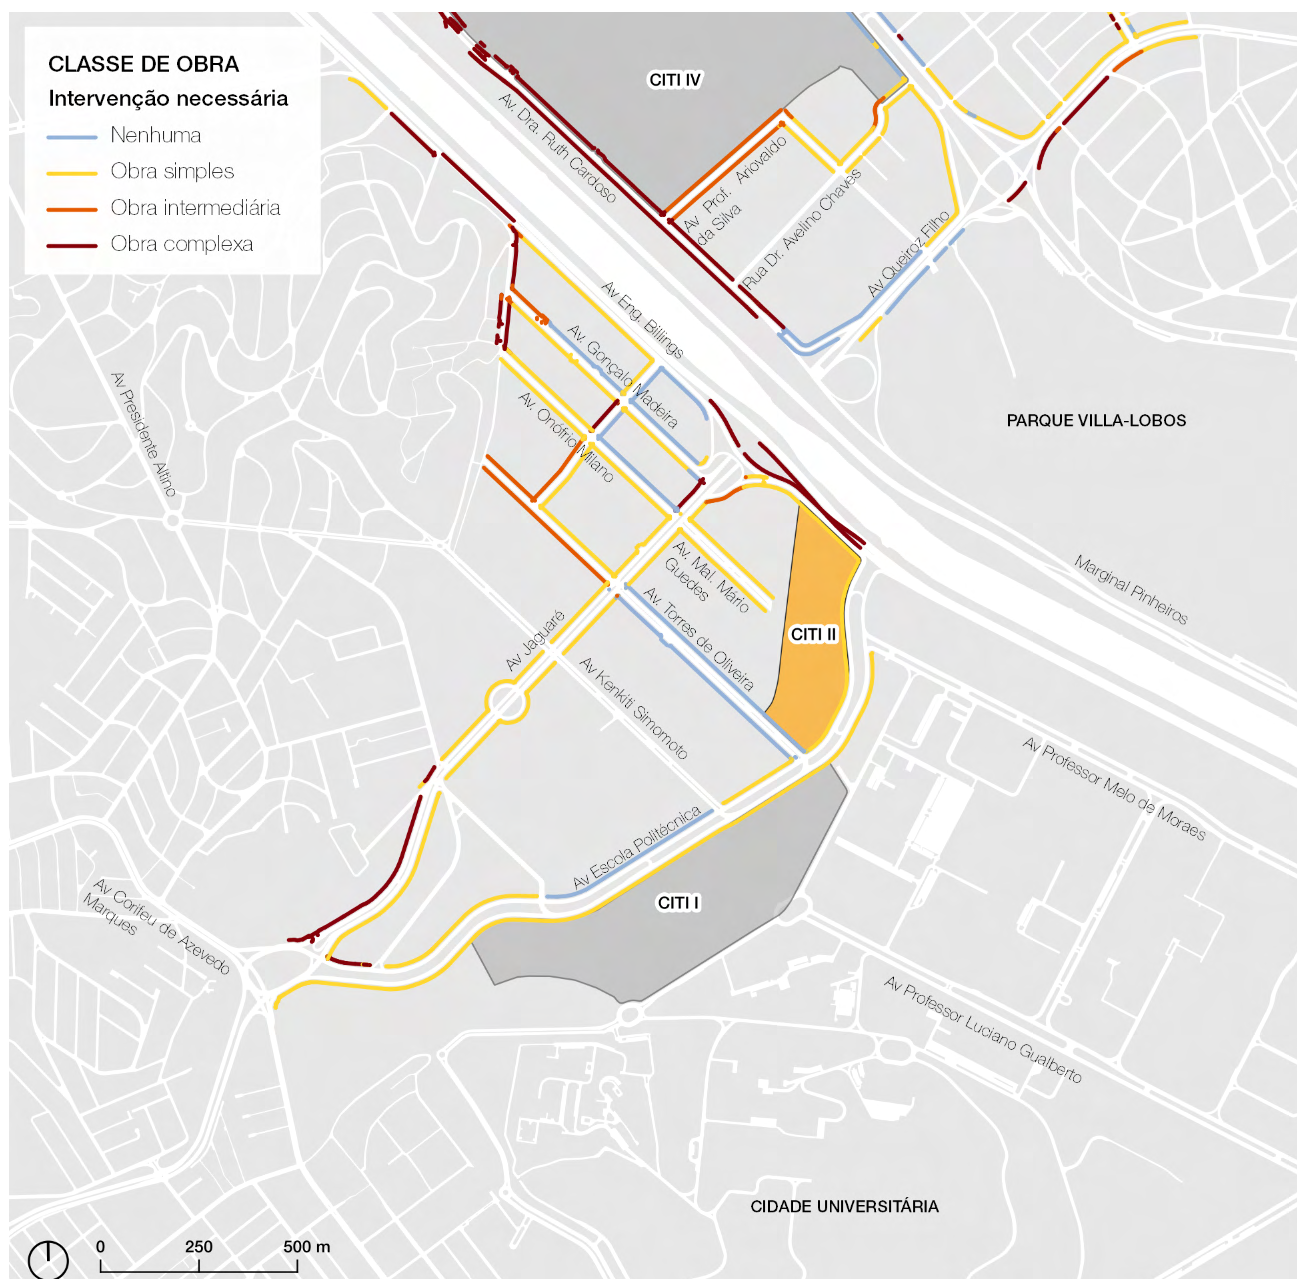 CLASSE DE OBRA
Intervenção necessária
Nenhuma
Obra simples
Obra intermediária
Obra complexa
CITI IV
Av. Dra. Ruth Cardoso
Av Prof. Ariovaldo
da Silva
Rua Dr. Avelino Chaves
Av Queiroz Filho
Av Eng. Billings
Av. Gonçalo Madeira
Av. Onófrio Milano
Av Presidente Altino
PARQUE VILLA-LOBOS
Marginal Pinheiros
Av. Mal. Mário
Guedes
Av. Torres de Oliveira
CITI II
Av Jaguaré
Av Kenkiti Simomoto
Av Professor Melo de Moraes
Av Escola Politécnica
CITI I
Av Corifeu de Azevedo
Marques
Av Professor Luciano Gualberto
CIDADE UNIVERSITÁRIA
0 250 500 m